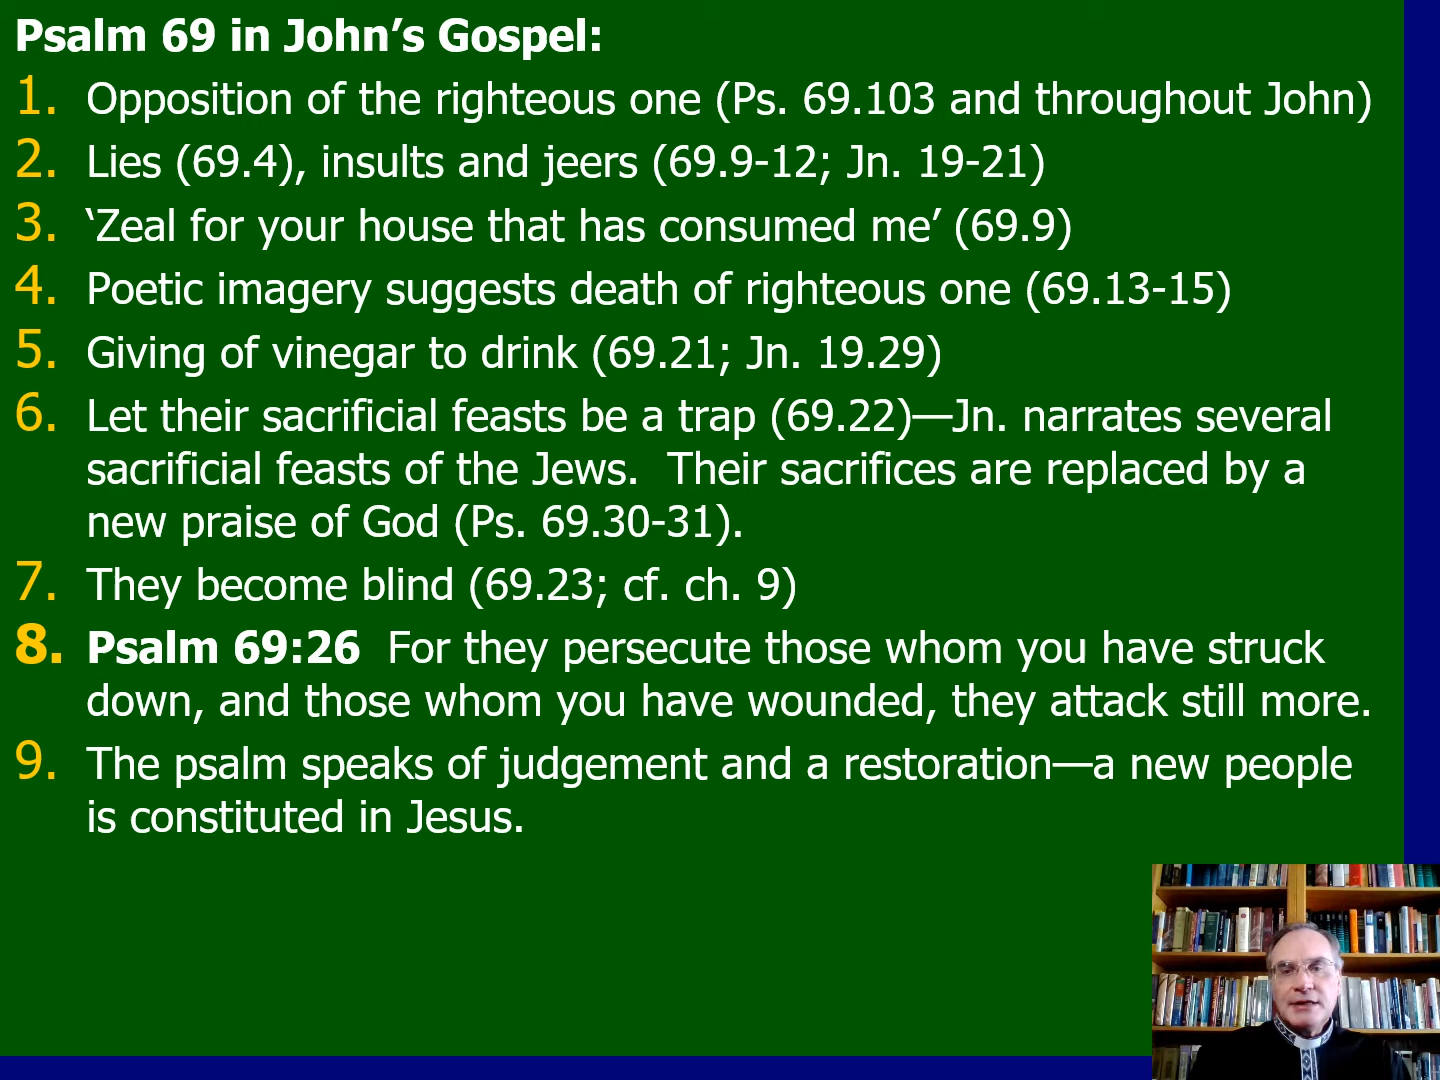 Psalm 69 in John’s Gospel:
1. Opposition of the righteous one (Ps. 69.103 and throughout John)
2. Lies (69.4), insults and jeers (69.9-12; Jn. 19-21)
3. ‘Zeal for your house that has consumed me’ (69.9)
4. Poetic imagery suggests death of righteous one (69.13-15)
5. Giving of vinegar to drink (69.21; Jn. 19.29)
6. Let their sacrificial feasts be a trap (69.22)—Jn. narrates several
sacrificial feasts of the Jews.  Their sacrifices are replaced by a
new praise of God (Ps. 69.30-31).
7. They become blind (69.23; cf. ch. 9)
8. Psalm 69:26  For they persecute those whom you have struck
down, and those whom you have wounded, they attack still more.
9. The psalm speaks of judgement and a restoration—a new people
is constituted in Jesus.